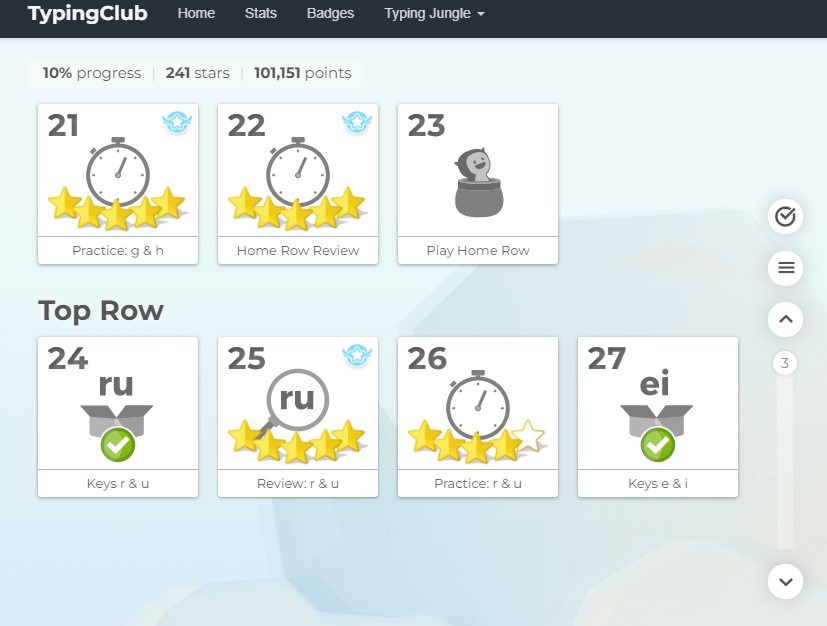 TypingClub Home Stats Badges Typing Jungle
10% progress 241 stars 101,151 points
21 22 23
Practice: g & h Home Row Review Play Home Row
Top Row
24 25 26 27
ru ru ei
3
Keys r & u Review: r & u Practice: r & u Keys e & i